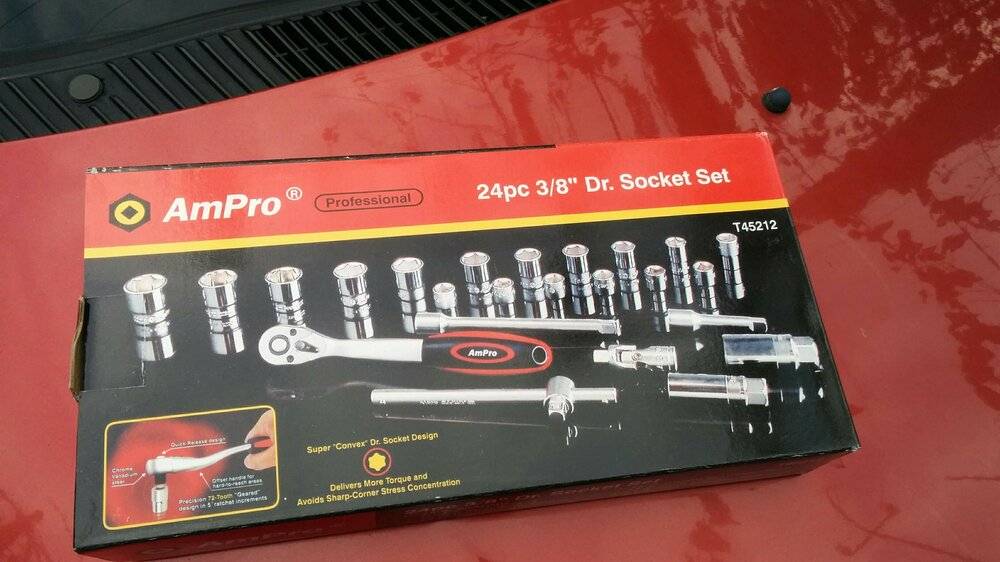 AmPro®
Professional
24pc 3/8" Dr. Socket Set
T45212
AmPro
Quick-Release design
Chrome
Vanadium
steel
Offset handle for
hard-to-reach areas
Precision 72-Tooth "Geared"
design in 5° ratchet increments
Super "Convex" Dr. Socket Design
Delivers More Torque and
Avoids Sharp-Corner Stress Concentration